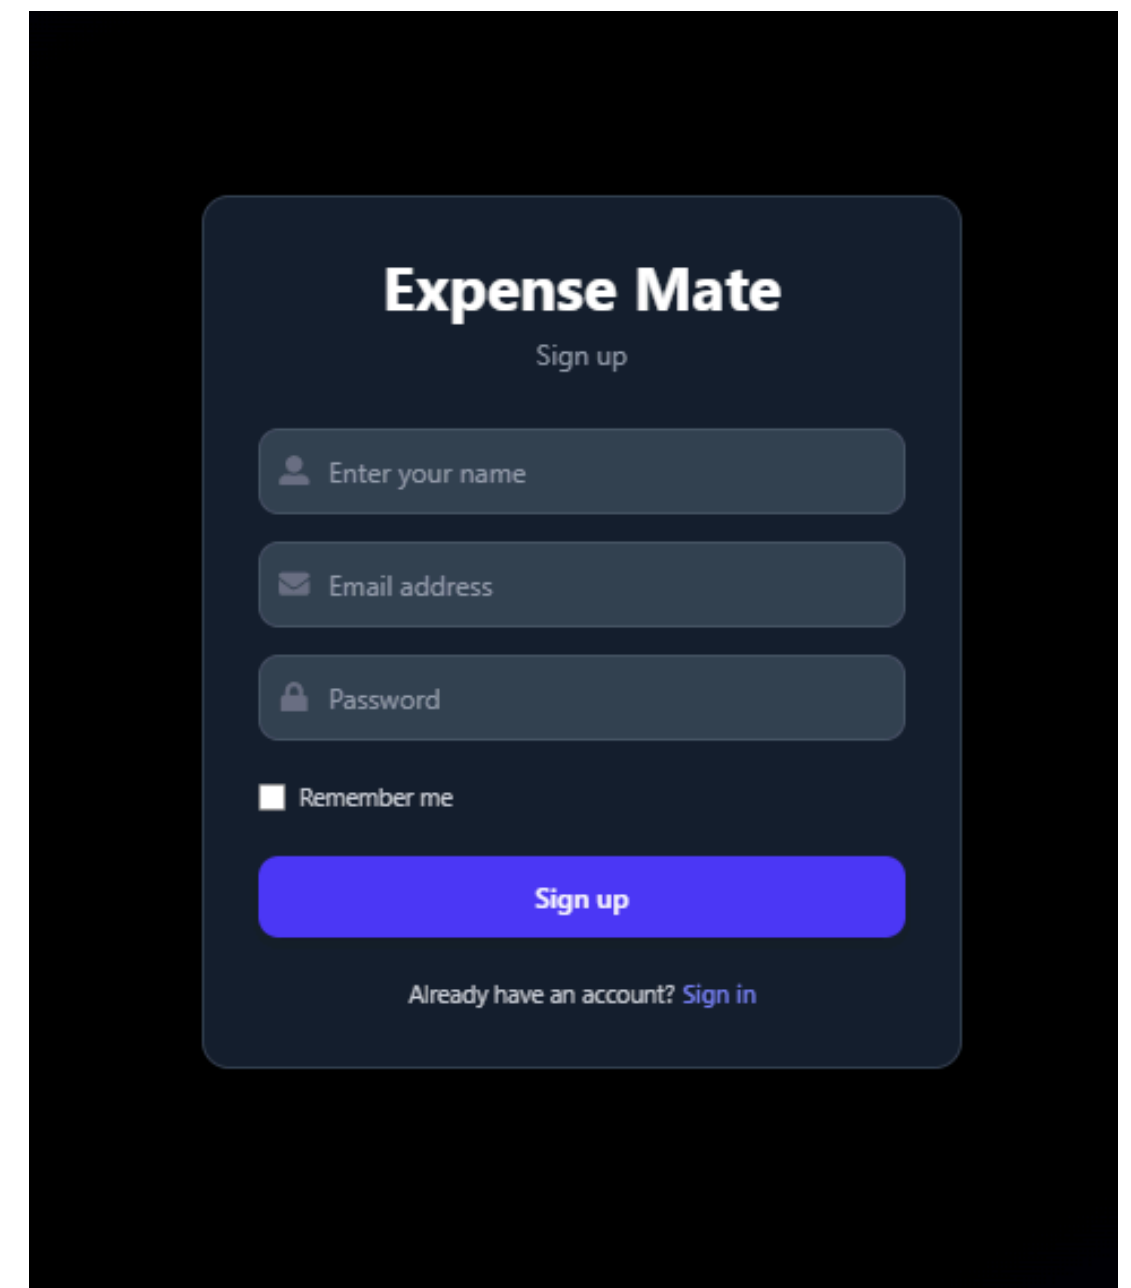 Expense Mate
Sign up
Enter your name
Email address
Password
Remember me
Sign up
Already have an account? Sign in